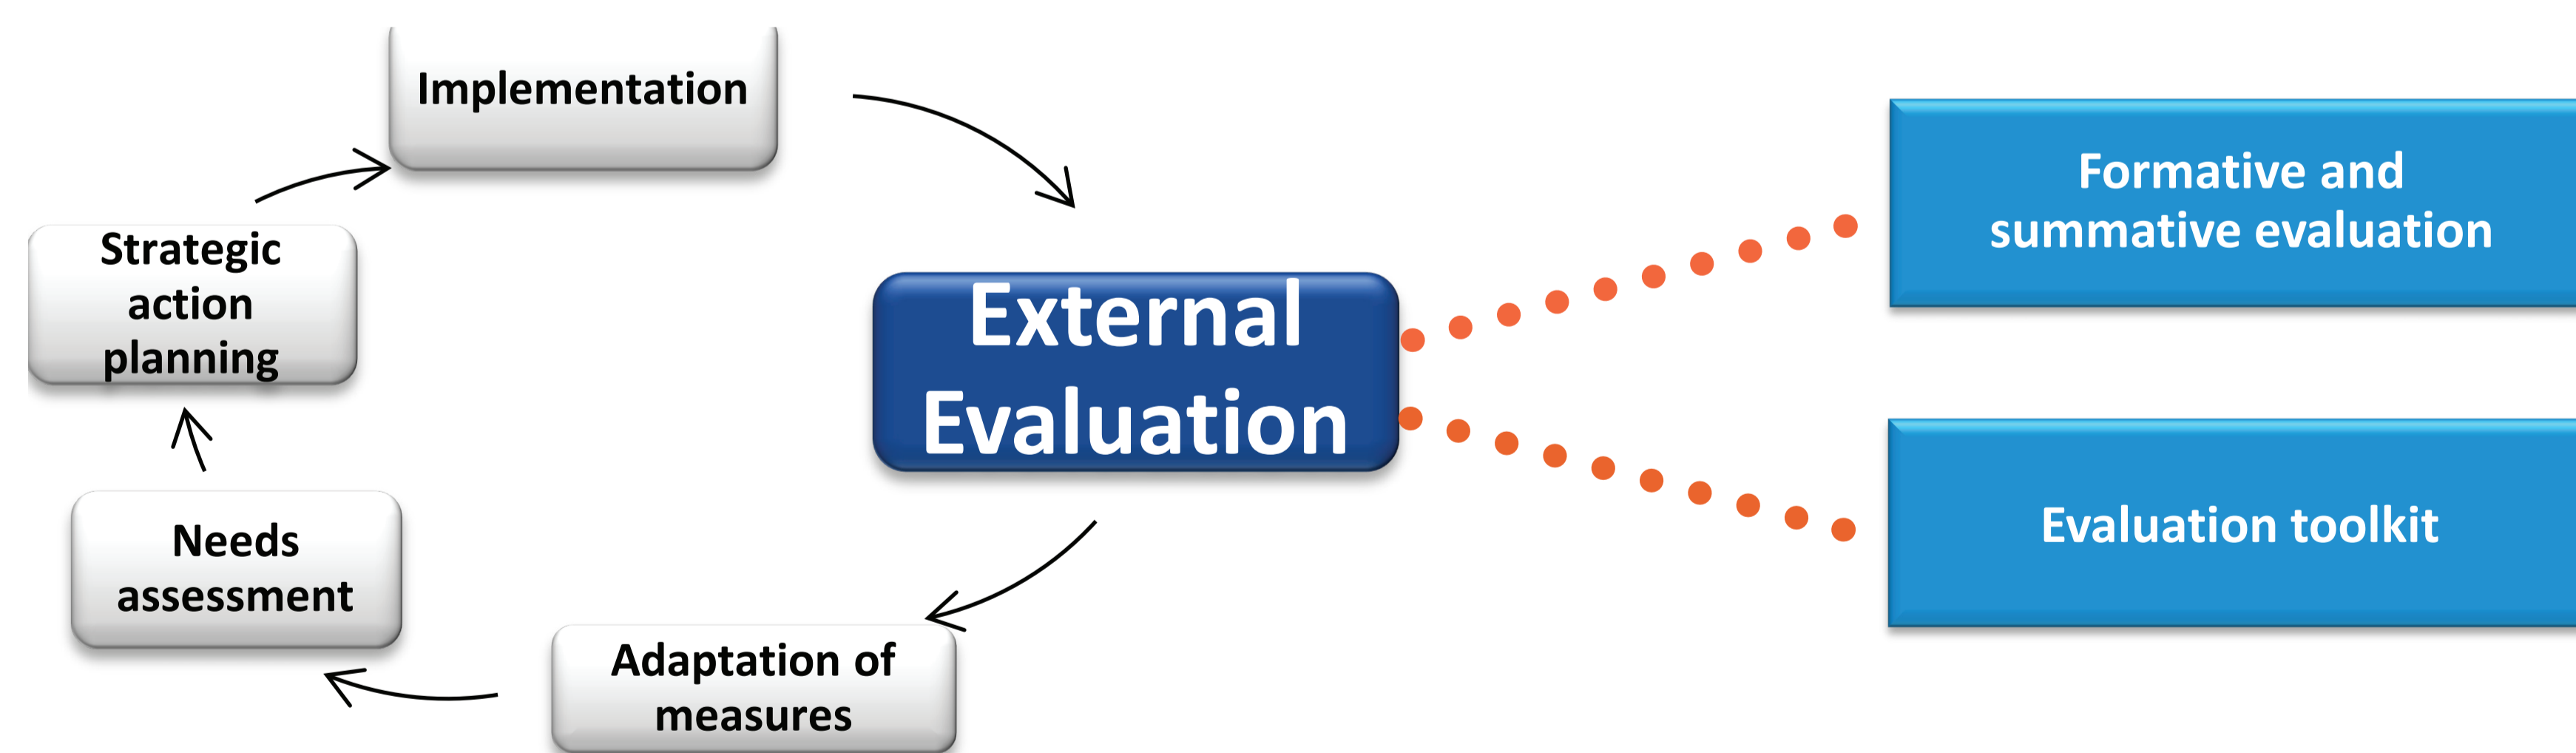 Implementation
Strategic
action
planning
Needs
assessment
External
Evaluation
Adaptation of
measures
Formative and
summative evaluation
Evaluation toolkit